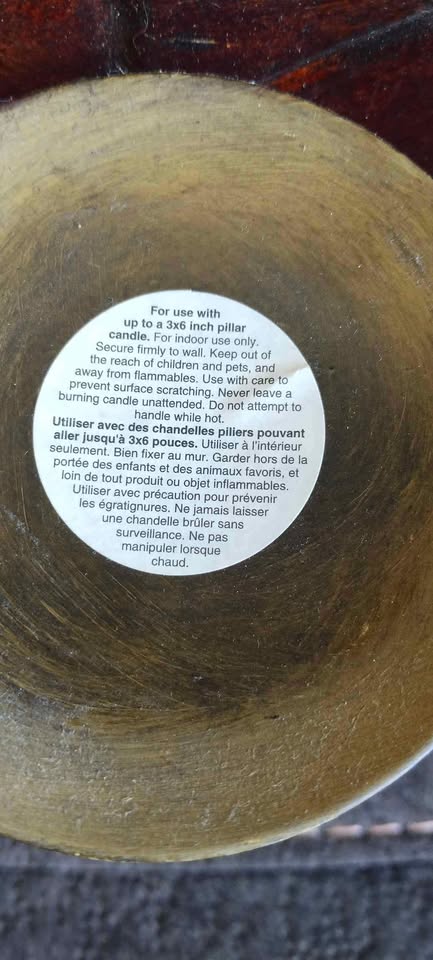 For use with
up to a 3x6 inch pillar
candle. For indoor use only.
Secure firmly to wall. Keep out of
the reach of children and pets, and
away from flammables. Use with care to
prevent surface scratching. Never leave a
burning candle unattended. Do not attempt to
handle while hot.
Utiliser avec des chandelles piliers pouvant
aller jusqu'à 3x6 pouces. Utiliser à l'intérieur
seulement. Bien fixer au mur. Garder hors de la
portée des enfants et des animaux favoris, et
loin de tout produit ou objet inflammables.
Utiliser avec précaution pour prévenir
les égratignures. Ne jamais laisser
une chandelle brûler sans
surveillance. Ne pas
manipuler lorsque
chaud.